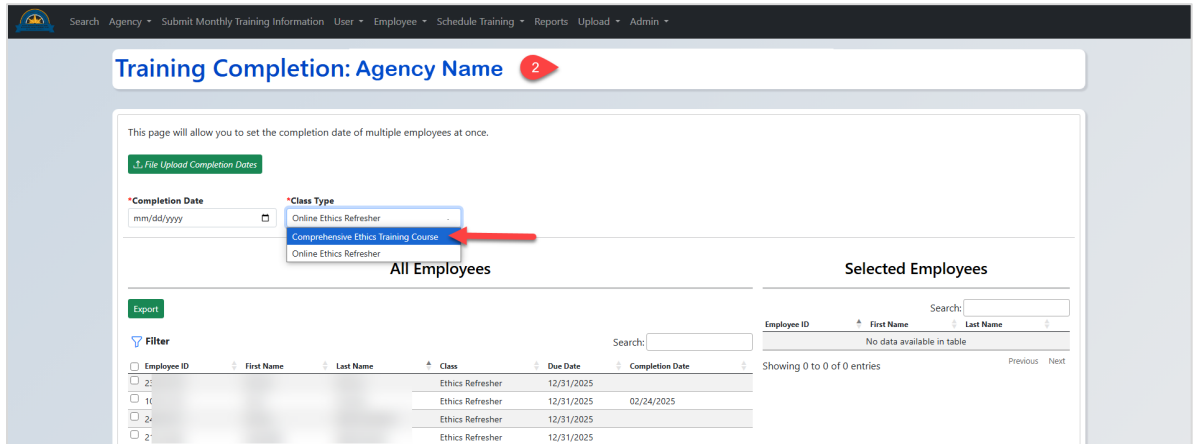 Search Agency Submit Monthly Training Information User Employee Schedule Training Reports Upload Admin
Training Completion: Agency Name 2
This page will allow you to set the completion date of multiple employees at once.
File Upload Completion Dates
*Completion Date *Class Type
mm/dd/yyyy Online Ethics Refresher
Comprehensive Ethics Training Course
Online Ethics Refresher
All Employees
Export
Filter Search:
Employee ID First Name Last Name Class Due Date Completion Date
Ethics Refresher 12/31/2025
Ethics Refresher 12/31/2025 02/24/2025
Ethics Refresher 12/31/2025
Ethics Refresher 12/31/2025
Selected Employees
Search:
Employee ID First Name Last Name
No data available in table
Showing 0 to 0 of 0 entries Previous Next